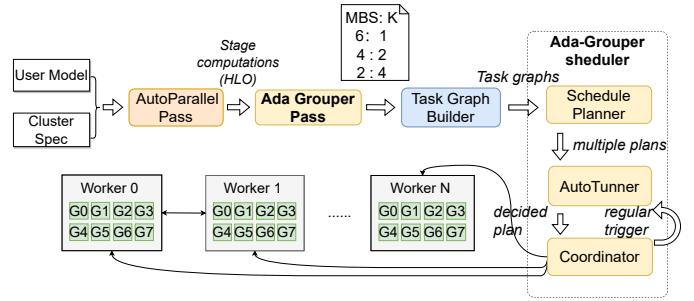 MBS: K
6: 1
4 : 2
2 : 4
Ada-Grouper
sheduler
Stage
computations
(HLO)
Task graphs
User Model
Cluster
Spec
AutoParallel
Pass
Ada Grouper
Pass
Task Graph
Builder
Schedule
Planner
multiple plans
AutoTunner
decided
plan
regular
trigger
Coordinator
Worker 0
G0 G1 G2 G3
G4 G5 G6 G7
Worker 1
G0 G1 G2 G3
G4 G5 G6 G7
......
Worker N
G0 G1 G2 G3
G4 G5 G6 G7